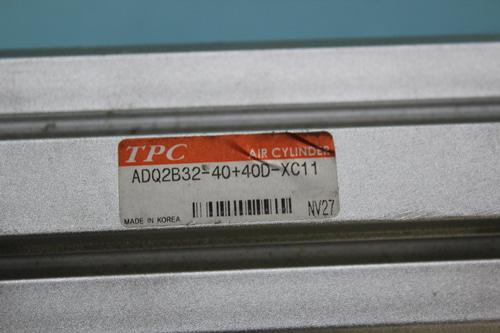 TPC AIR CYLINDER
ADQ2B32-40+40D-XC11
MADE IN KOREA NV27